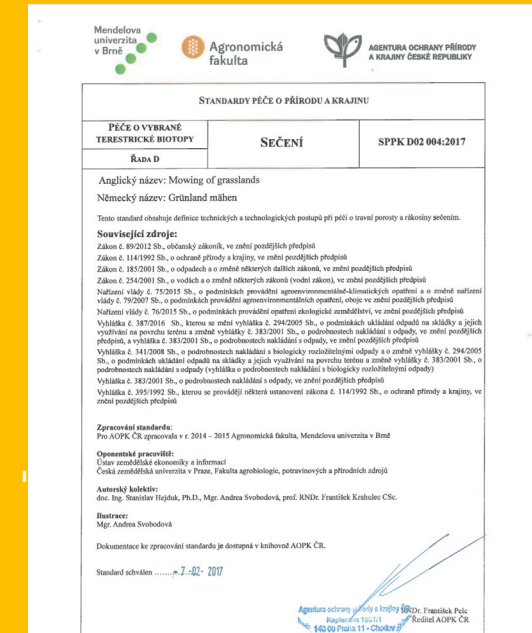 Mendelova
univerzita
v Brně
Agronomická
fakulta
AGENTURA OCHRANY PŘÍRODY
A KRAJINY ČESKÉ REPUBLIKY
STANDARDY PÉČE O PŘÍRODU A KRAJINU
PÉČE O VYBRANÉ
TERESTRICKÉ BIOTOPY
SEČENÍ
SPPK D02 004:2017
ŘADA D
Anglický název: Mowing of grasslands
Německý název: Grünland mähen
Tento standard obsahuje definice technických a technologických postupů při péči o travní porosty a rákosiny sečením.
Související zdroje:
Zákon č. 89/2012 Sb., občanský zákoník, ve znění pozdějších předpisů
Zákon č. 114/1992 Sb., o ochraně přírody a krajiny, ve znění pozdějších předpisů
Zákon č. 185/2001 Sb., o odpadech a o změně některých dalších zákonů, ve znění pozdějších předpisů
Zákon č. 254/2001 Sb., o vodách a o změně některých zákonů (vodní zákon), ve znění pozdějších předpisů
Nařízení vlády č. 75/2015 Sb., o podmínkách provádění agroenvironmentálně-klimatických opatření a o změně nařízení
vlády č. 79/2007 Sb., o podmínkách provádění agroenvironmentálních opatření, oboje ve znění pozdějších předpisů
Nařízení vlády č. 76/2015 Sb., o podmínkách provádění opatření ekologické zemědělství, ve znění pozdějších předpisů
Vyhláška č. 387/2016 Sb., kterou se mění vyhláška č. 294/2005 Sb., o podmínkách ukládání odpadů na skládky a jejich
využívání na povrchu terénu a změně vyhlášky č. 383/2001 Sb., o podrobnostech nakládání s odpady, ve znění pozdějších
předpisů, a vyhláška č. 383/2001 Sb., o podrobnostech nakládání s odpady, ve znění pozdějších předpisů
Vyhláška č. 341/2008 Sb., o podrobnostech nakládání s biologicky rozložitelnými odpady a o změně vyhlášky č. 294/2005
Sb., o podmínkách ukládání odpadů na skládky a jejich využívání na povrchu terénu a změně vyhlášky č. 383/2001 Sb., o
podrobnostech nakládání s odpady (vyhláška o podrobnostech nakládání s biologicky rozložitelnými odpady)
Vyhláška č. 383/2001 Sb., o podrobnostech nakládání s odpady, ve znění pozdějších předpisů
Vyhláška č. 395/1992 Sb., kterou se provádějí některá ustanovení zákona č. 114/1992 Sb., o ochraně přírody a krajiny, ve
znění pozdějších předpisů
Zpracování standardu:
Pro AOPK ČR zpracovala v r. 2014 – 2015 Agronomická fakulta, Mendelova univerzita v Brně
Oponentské pracoviště:
Ústav zemědělské ekonomiky a informací
Česká zemědělská univerzita v Praze, Fakulta agrobiologie, potravinových a přírodních zdrojů
Autorský kolektiv:
doc. Ing. Stanislav Hejduk, Ph.D., Mgr. Andrea Svobodová, prof. RNDr. František Krahulec CSc.
Ilustrace:
Mgr. Andrea Svobodová
Dokumentace ke zpracování standardu je dostupná v knihovně AOPK ČR.
Standard schválen ........ 7. -02- 2017
Agentura ochrany přírody a krajiny ČR
RNDr. František Pelc
Kaplanova 1931/1
Ředitel AOPK ČR
148 00 Praha 11 - Chodov